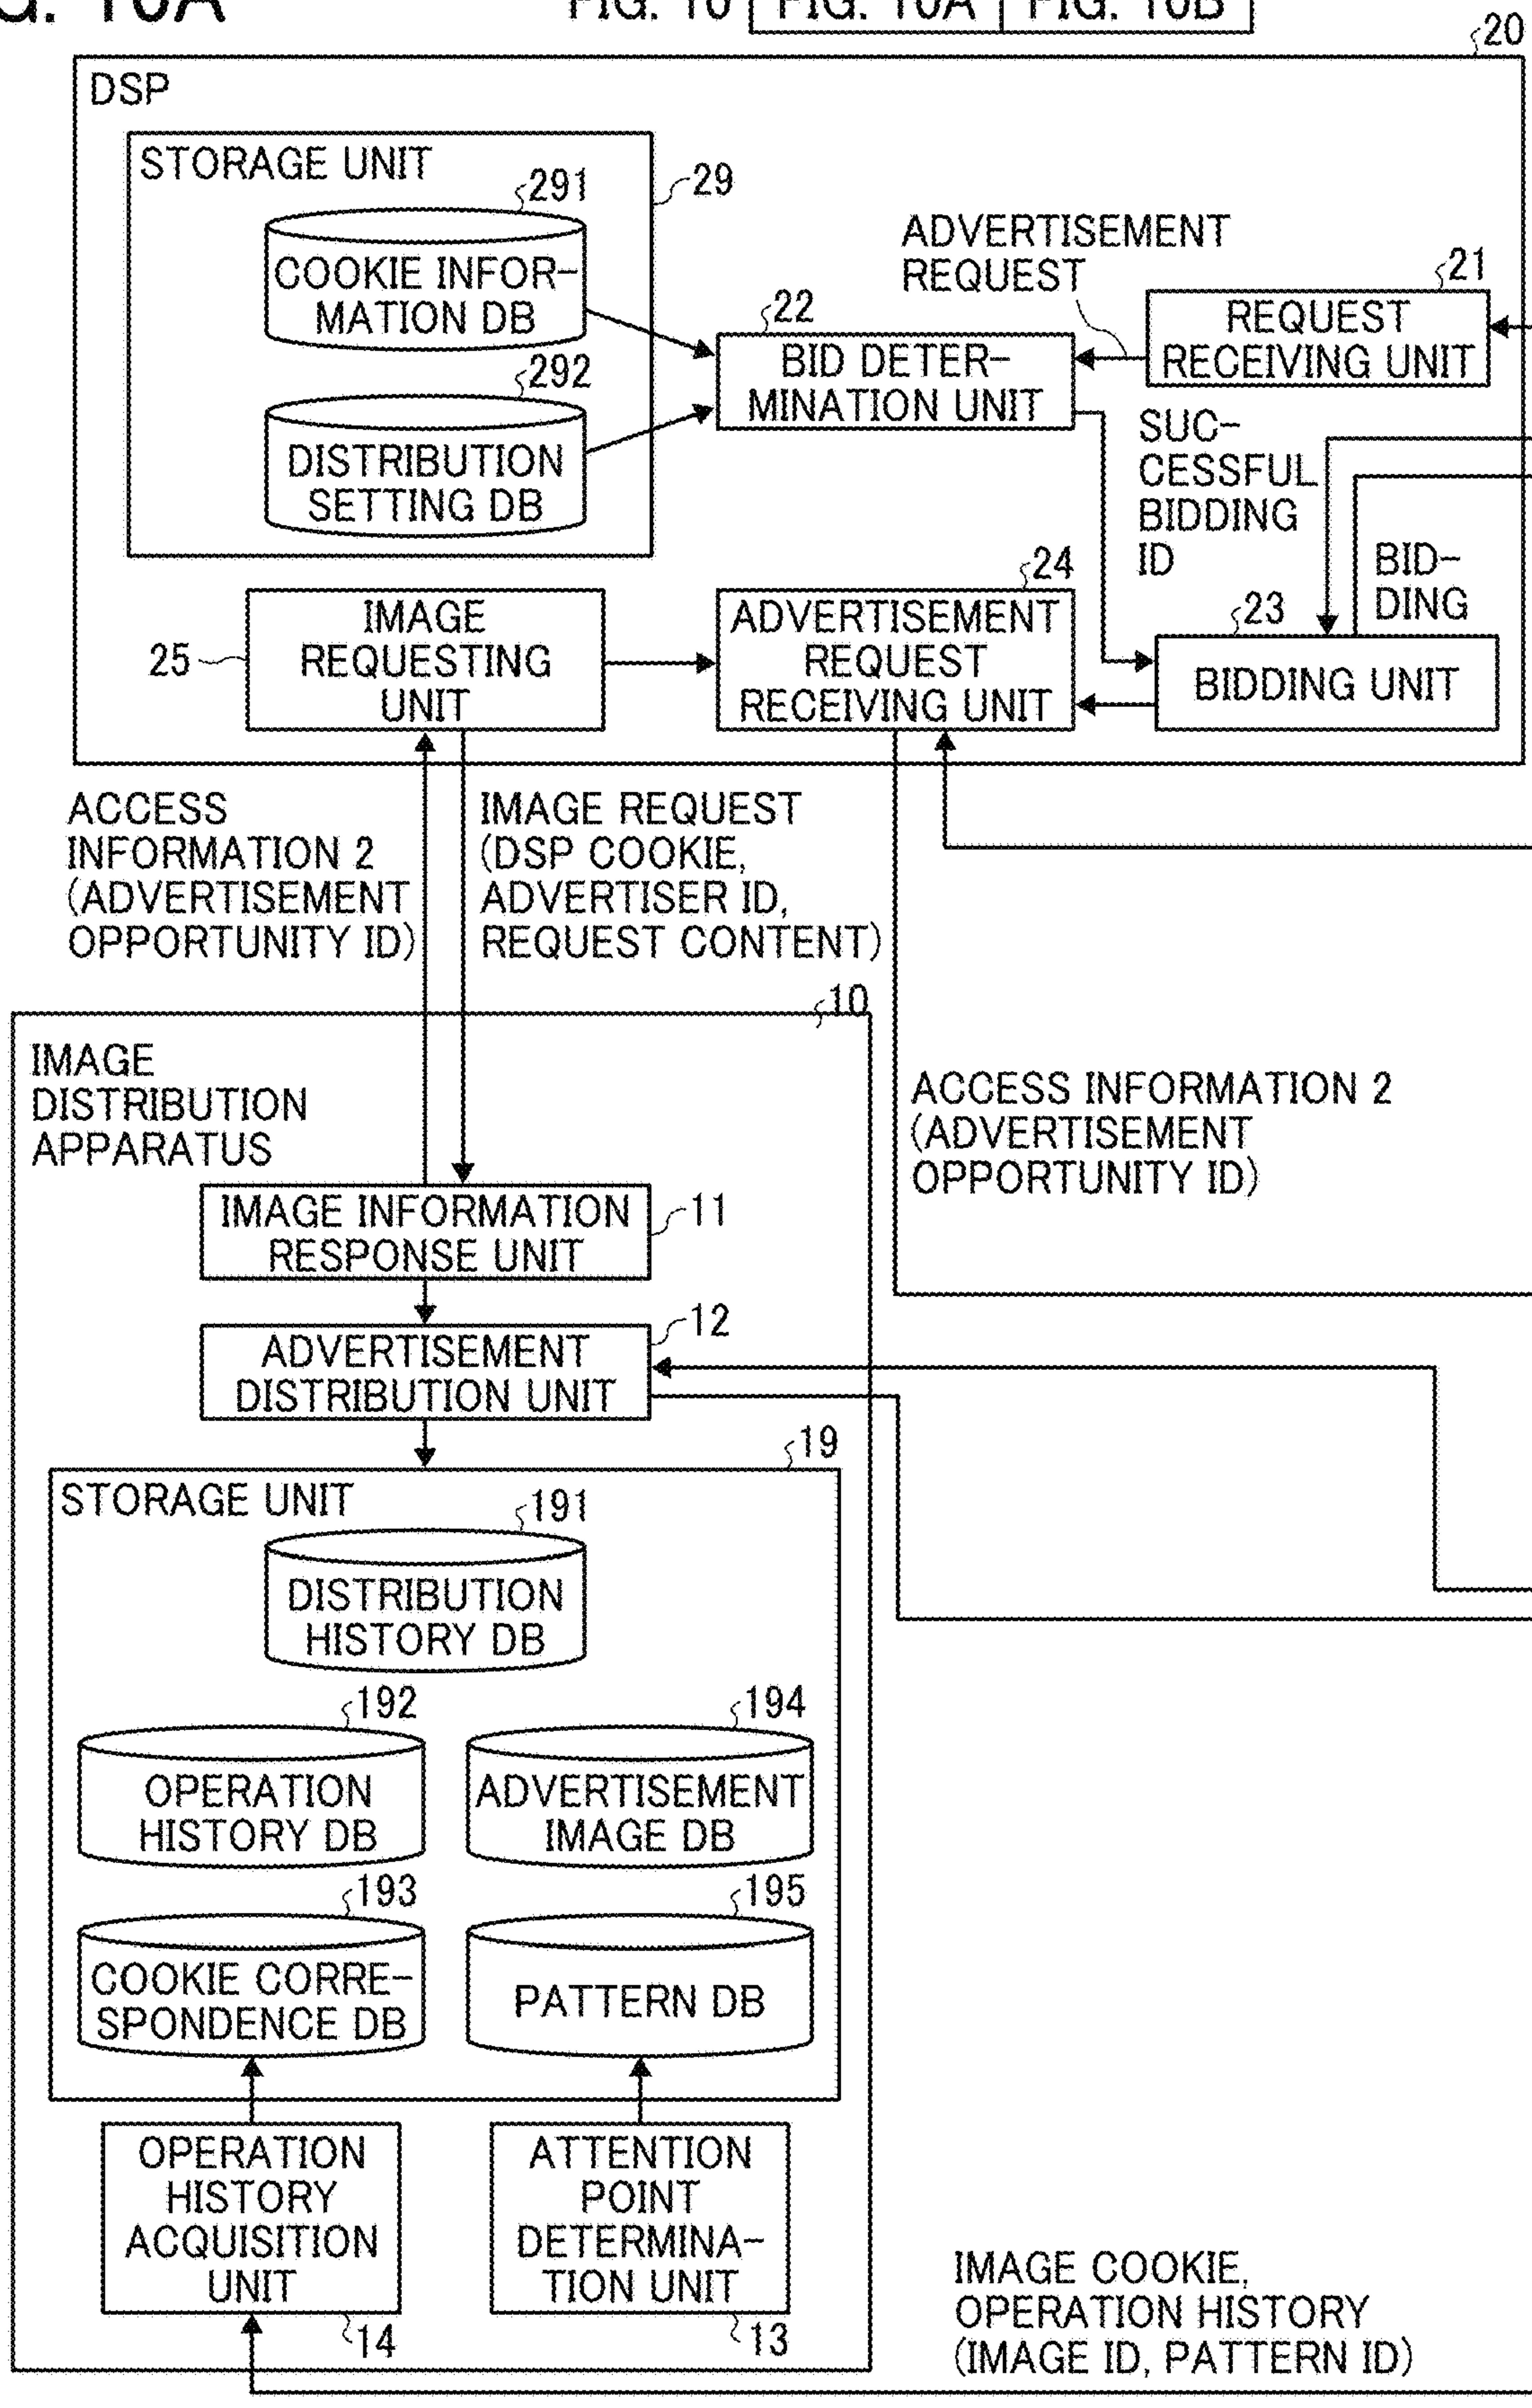 G. 10A
FIG. 10 FIG. 10A FIG. 10B
20
DSP
STORAGE UNIT
29
291
COOKIE INFOR-
MATION DB
292
DISTRIBUTION
SETTING DB
ADVERTISEMENT
REQUEST
21
REQUEST
RECEIVING UNIT
22
BID DETER-
MINATION UNIT
SUC-
CESSFUL
BIDDING
ID
BID-
DING
23
BIDDING UNIT
24
ADVERTISEMENT
REQUEST
RECEIVING UNIT
25
IMAGE
REQUESTING
UNIT
ACCESS
INFORMATION 2
(ADVERTISEMENT
OPPORTUNITY ID)
IMAGE REQUEST
(DSP COOKIE,
ADVERTISER ID,
REQUEST CONTENT)
10
IMAGE
DISTRIBUTION
APPARATUS
ACCESS INFORMATION 2
(ADVERTISEMENT
OPPORTUNITY ID)
IMAGE INFORMATION
RESPONSE UNIT
11
12
ADVERTISEMENT
DISTRIBUTION UNIT
19
STORAGE UNIT
191
DISTRIBUTION
HISTORY DB
192
OPERATION
HISTORY DB
194
ADVERTISEMENT
IMAGE DB
193
COOKIE CORRE-
SPONDENCE DB
195
PATTERN DB
OPERATION
HISTORY
ACQUISITION
UNIT
14
ATTENTION
POINT
DETERMINA-
TION UNIT
13
IMAGE COOKIE,
OPERATION HISTORY
(IMAGE ID, PATTERN ID)